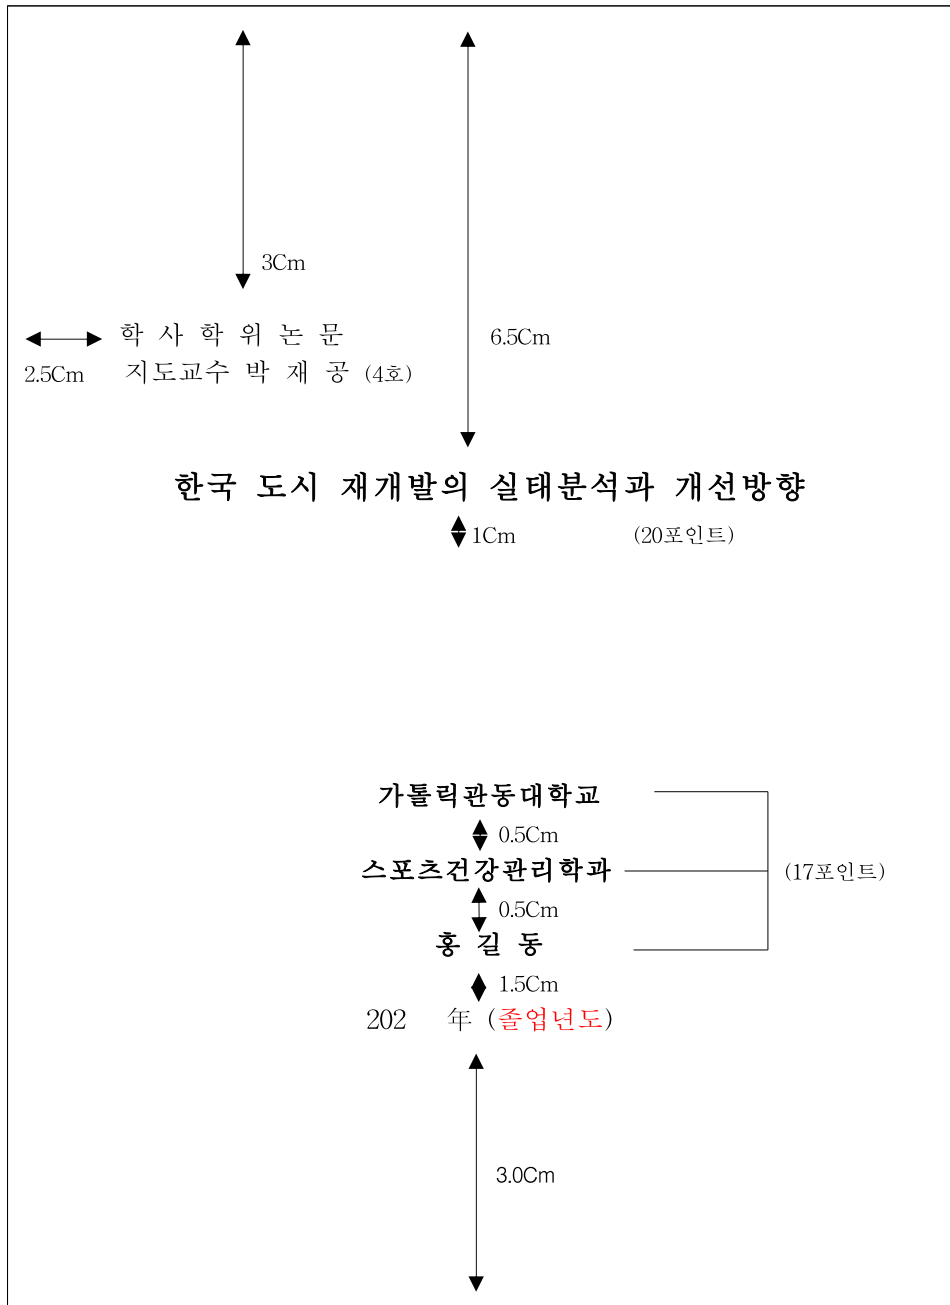 3Cm
학 사 학 위 논 문
6.5Cm
2.5Cm 지도교수 박 재 공 (4호)
한국 도시 재개발의 실태분석과 개선방향
1Cm (20포인트)
가톨릭관동대학교
0.5Cm
스포츠건강관리학과 (17포인트)
0.5Cm
홍 길 동
1.5Cm
202 年 (졸업년도)
3.0Cm